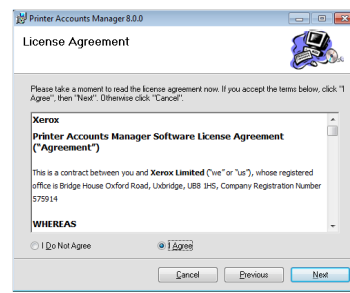 Printer Accounts Manager 8.0.0
License Agreement
Please take a moment to read the license agreement now. If you accept the terms below, click "I
Agree", then "Next". Otherwise click "Cancel".
Xerox
Printer Accounts Manager Software License Agreement
("Agreement")
This is a contract between you and Xerox Limited ("we" or "us"), whose registered
office is Bridge House Oxford Road, Uxbridge, UB8 1HS, Company Registration Number
575914
WHEREAS
I Do Not Agree
I Agree
Cancel
Previous
Next